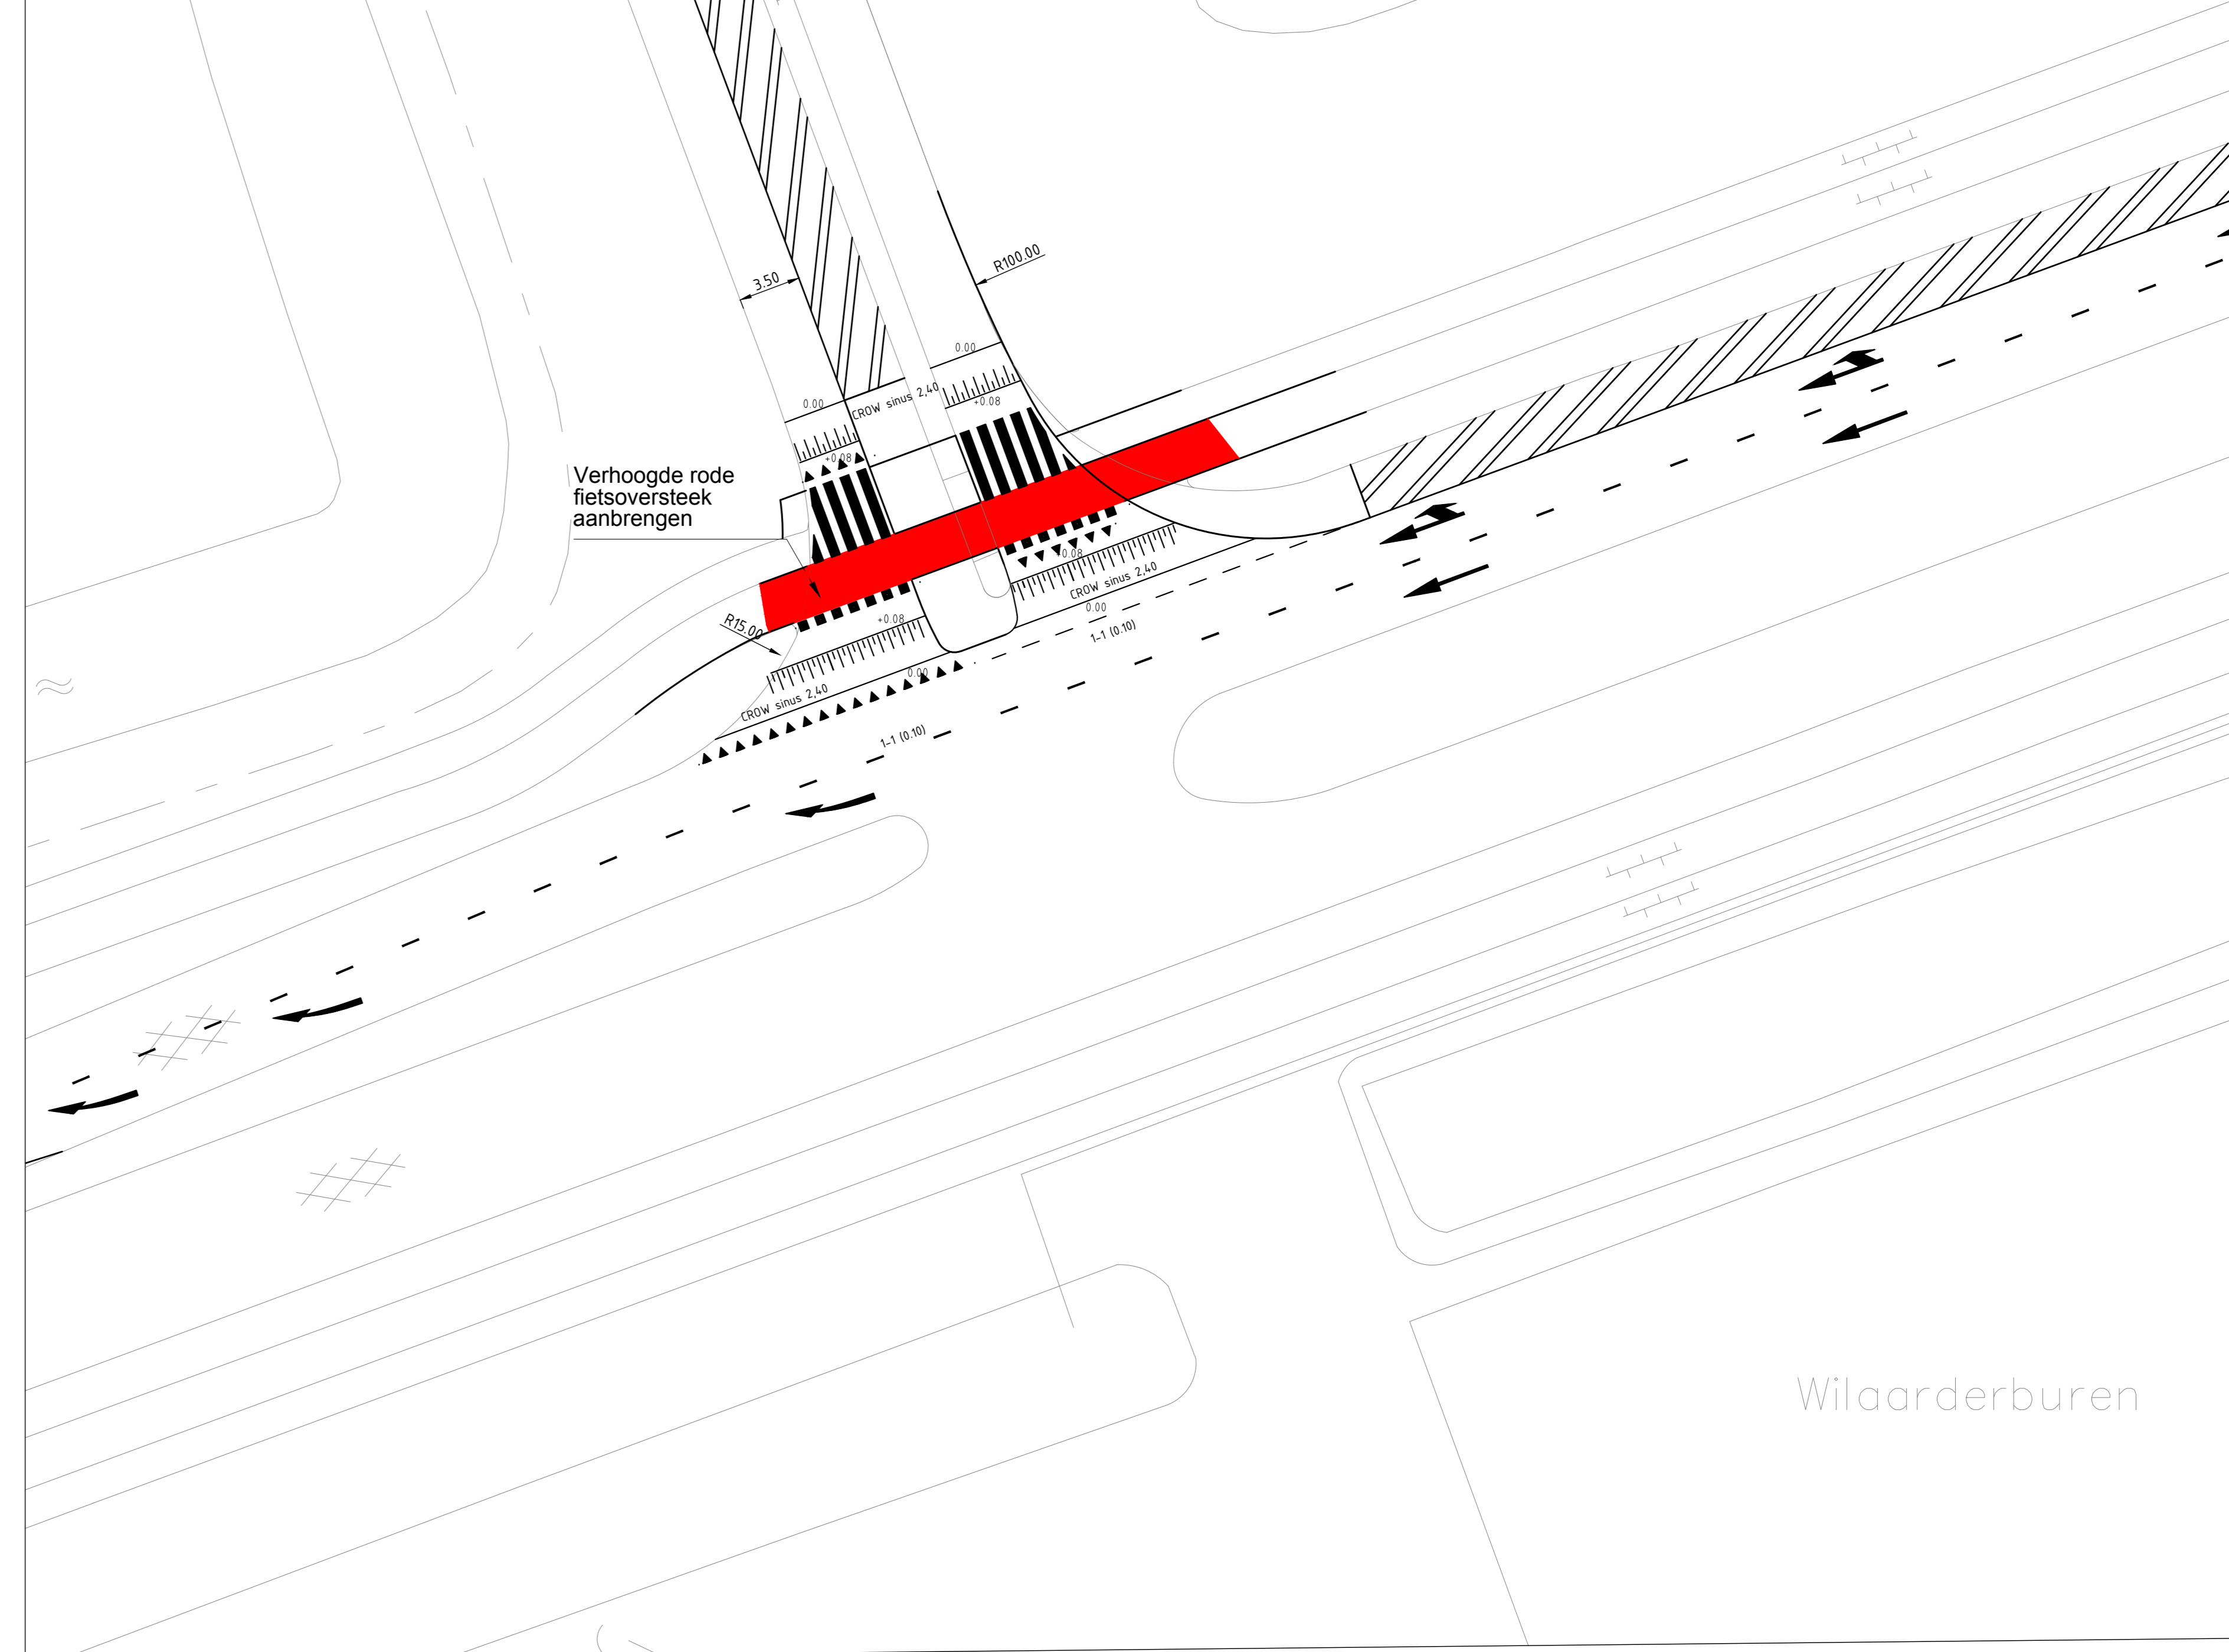 R100.00
3.50
0.00
CROW sinus 2,40
+0.08
0.00
+0.08
Verhoogde rode
fietsoversteek
aanbrengen
+0.08
CROW sinus 2,40
0.00
1-1 (0.10)
R15.00
+0.08
0.00
CROW sinus 2,40
1-1 (0.10)
Wilaarderburen